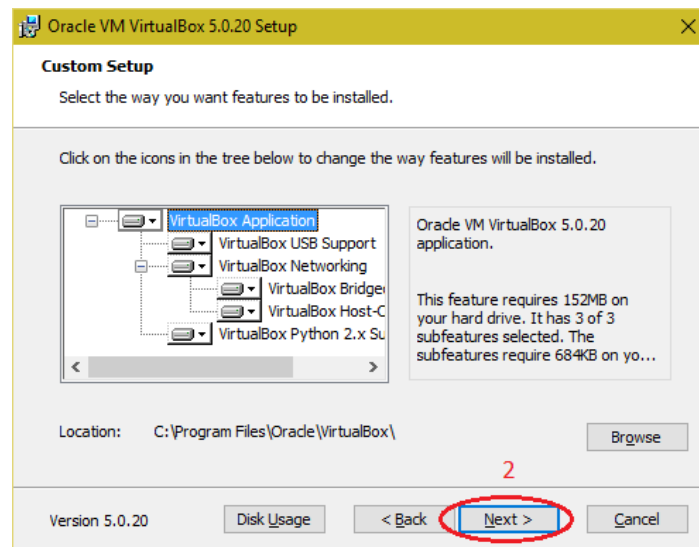 Oracle VM VirtualBox 5.0.20 Setup
Custom Setup
Select the way you want features to be installed.
Click on the icons in the tree below to change the way features will be installed.
VirtualBox Application
VirtualBox USB Support
VirtualBox Networking
VirtualBox Bridge
VirtualBox Host-C
VirtualBox Python 2.x Su
Oracle VM VirtualBox 5.0.20
application.
This feature requires 152MB on
your hard drive. It has 3 of 3
subfeatures selected. The
subfeatures require 684KB on yo...
Location: C:\Program Files\Oracle\VirtualBox\
Browse
2
Version 5.0.20
Disk Usage
< Back
Next >
Cancel